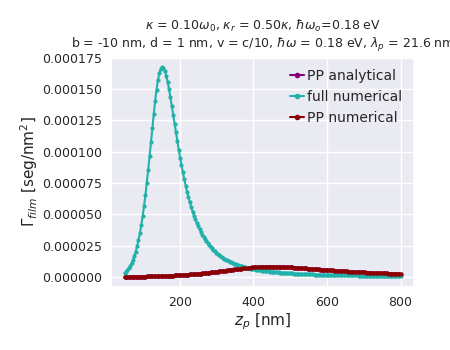 κ = 0.10ω₀, κᵣ = 0.50κ, ħωₒ=0.18 eV
b = -10 nm, d = 1 nm, v = c/10, ħω = 0.18 eV, λₚ = 21.6 nm
0.000175
0.000150
0.000125
0.000100
0.000075
0.000050
0.000025
0.000000
Γ_film [seg/nm²]
PP analytical
full numerical
PP numerical
200 400 600 800
zₚ [nm]